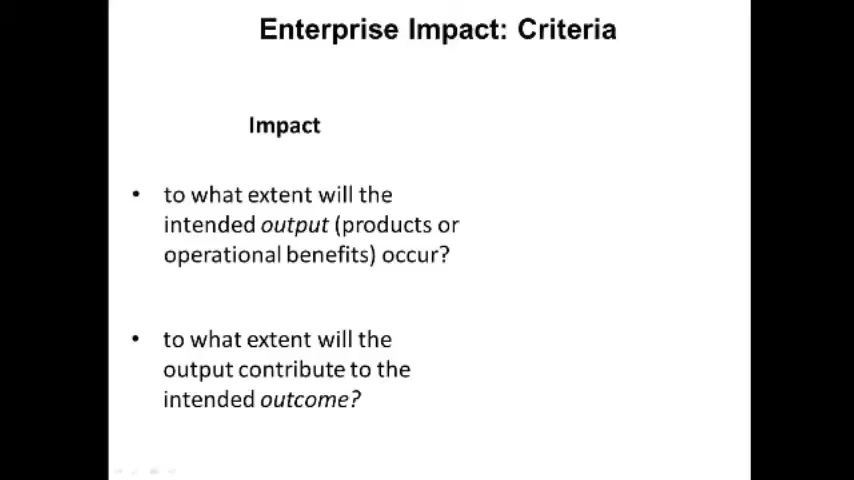 Enterprise Impact: Criteria
Impact
• to what extent will the
intended output (products or
operational benefits) occur?
• to what extent will the
output contribute to the
intended outcome?